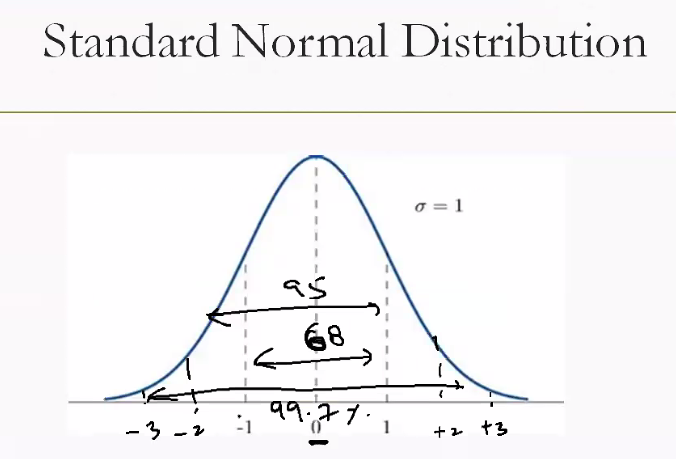 Standard Normal Distribution
σ = 1
95
68
99.7%.
-3 -2 -1 0 1 +2 +3